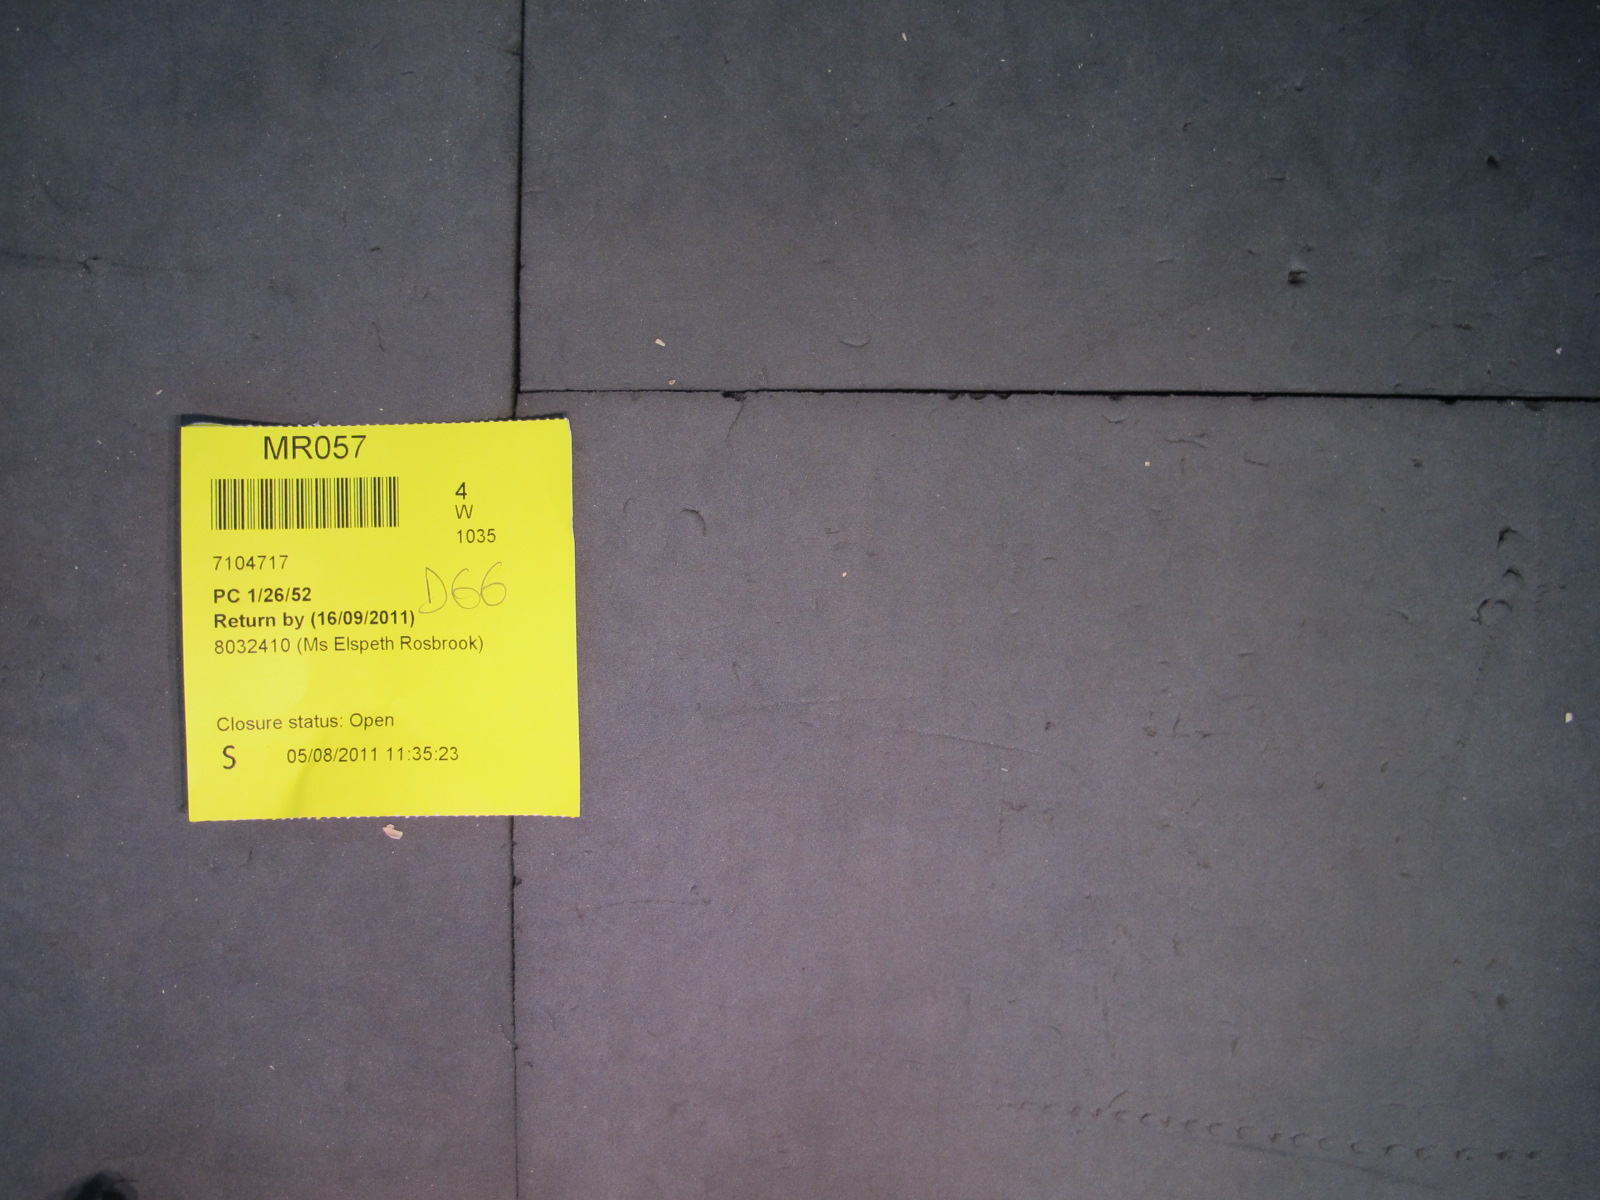 MR057
4
W
1035
7104717
D66
PC 1/26/52
Return by (16/09/2011)
8032410 (Ms Elspeth Rosbrook)
Closure status: Open
S 05/08/2011 11:35:23